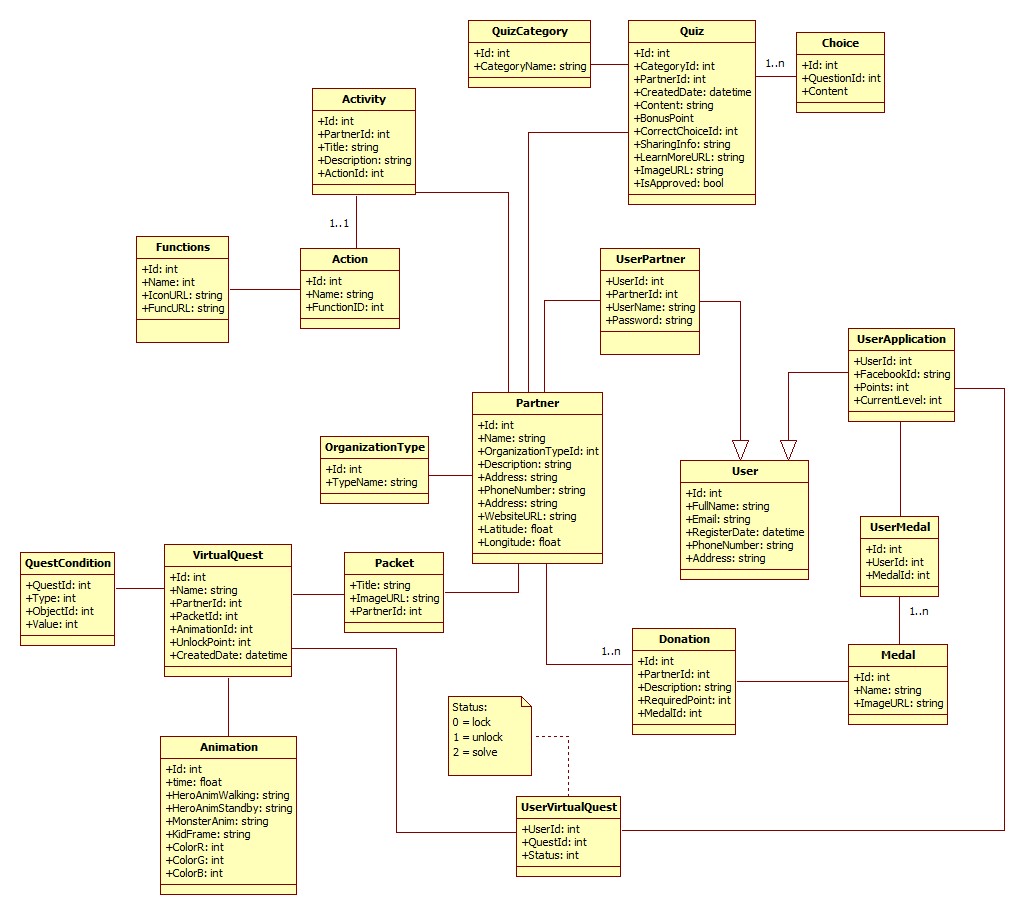 QuizCategory
+Id: int
+CategoryName: string
Quiz
+Id: int
+CategoryId: int
+PartnerId: int
+CreatedDate: datetime
+Content: string
+BonusPoint
+CorrectChoiceId: int
+SharingInfo: string
+LearnMoreURL: string
+ImageURL: string
+IsApproved: bool
1..n
Choice
+Id: int
+QuestionId: int
+Content
Activity
+Id: int
+PartnerId: int
+Title: string
+Description: string
+ActionId: int
1..1
Functions
+Id: int
+Name: int
+IconURL: string
+FuncURL: string
Action
+Id: int
+Name: string
+FunctionID: int
UserPartner
+UserId: int
+PartnerId: int
+UserName: string
+Password: string
UserApplication
+UserId: int
+FacebookId: string
+Points: int
+CurrentLevel: int
Partner
+Id: int
+Name: string
+OrganizationTypeId: int
+Description: string
+Address: string
+PhoneNumber: string
+Address: string
+WebsiteURL: string
+Latitude: float
+Longitude: float
OrganizationType
+Id: int
+TypeName: string
User
+Id: int
+FullName: string
+Email: string
+RegisterDate: datetime
+PhoneNumber: string
+Address: string
UserMedal
+Id: int
+UserId: int
+MedalId: int
1..n
QuestCondition
+QuestId: int
+Type: int
+ObjectId: int
+Value: int
VirtualQuest
+Id: int
+Name: string
+PartnerId: int
+PacketId: int
+AnimationId: int
+UnlockPoint: int
+CreatedDate: datetime
Packet
+Title: string
+ImageURL: string
+PartnerId: int
1..n
Donation
+Id: int
+PartnerId: int
+Description: string
+RequiredPoint: int
+MedalId: int
Medal
+Id: int
+Name: string
+ImageURL: string
Status:
0 = lock
1 = unlock
2 = solve
Animation
+Id: int
+time: float
+HeroAnimWalking: string
+HeroAnimStandby: string
+MonsterAnim: string
+KidFrame: string
+ColorR: int
+ColorG: int
+ColorB: int
UserVirtualQuest
+UserId: int
+QuestId: int
+Status: int